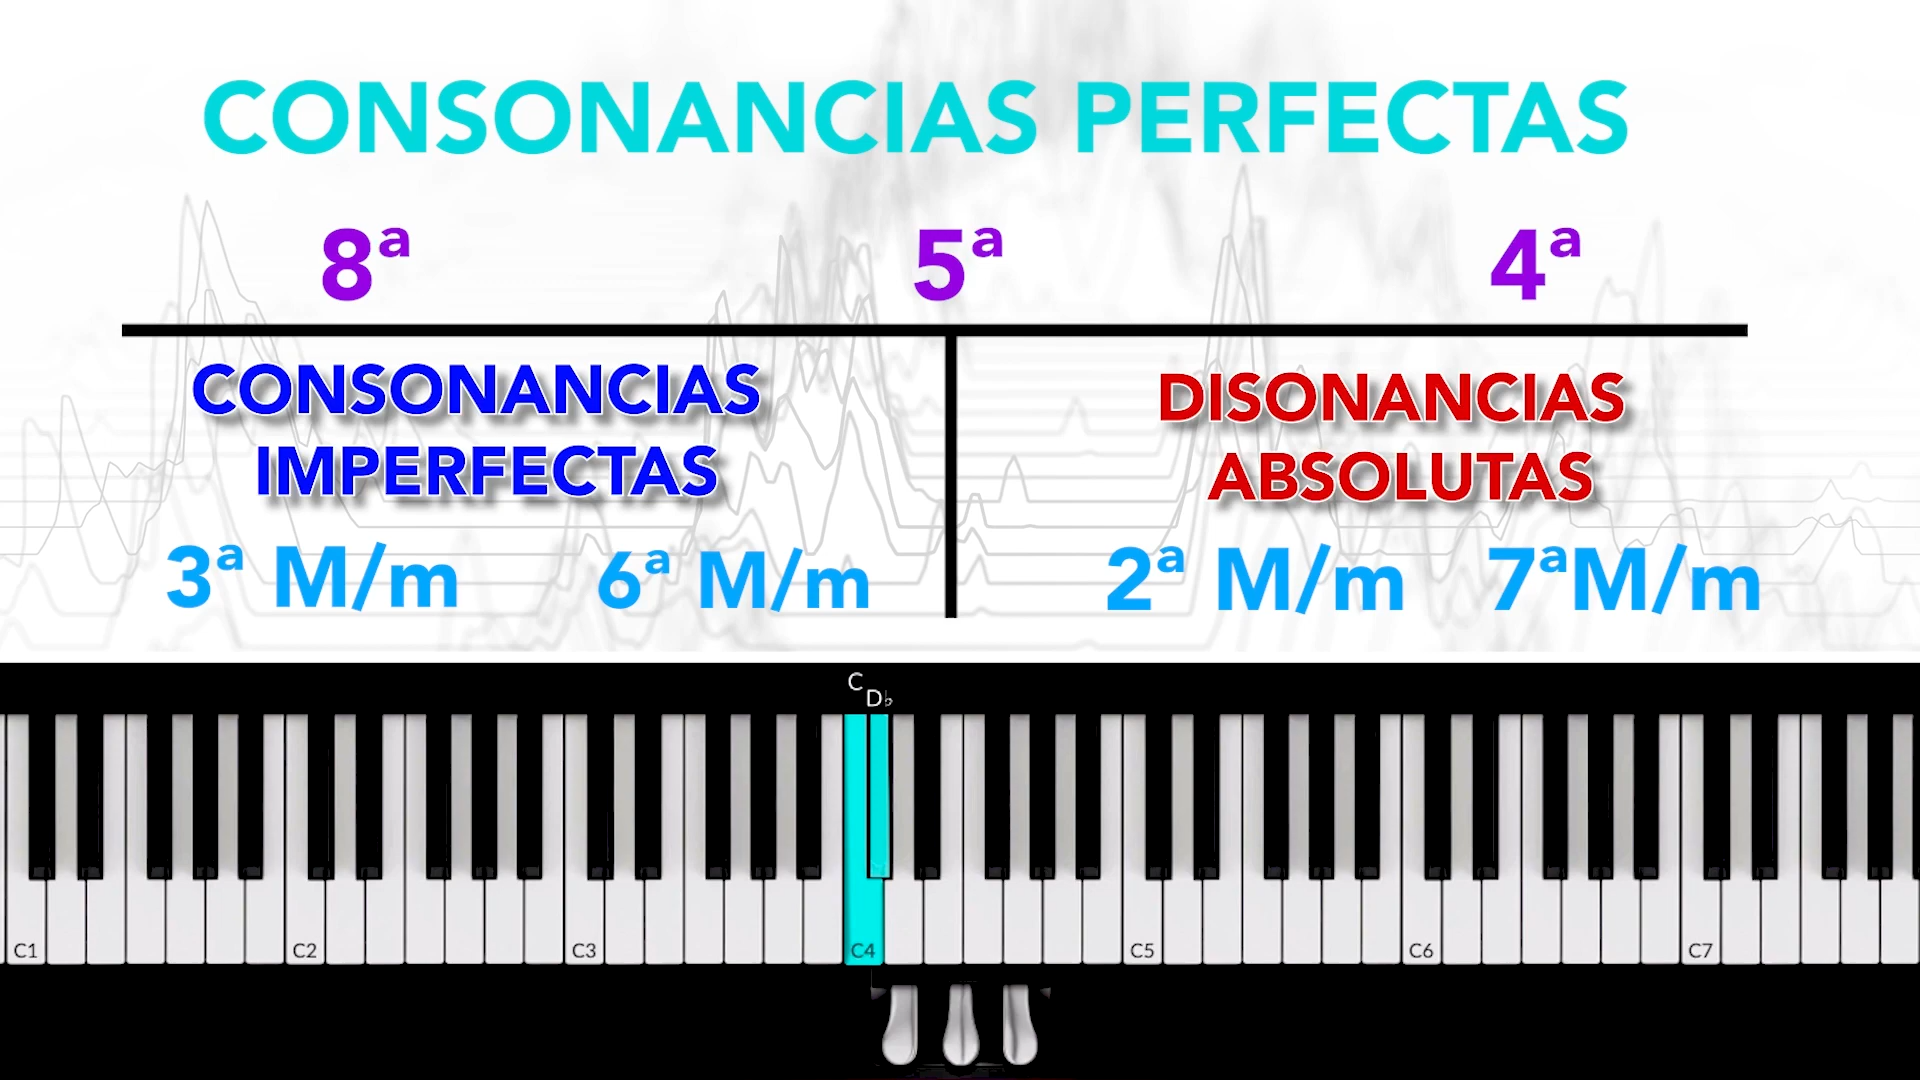 CONSONANCIAS PERFECTAS
8ª 5ª 4ª
CONSONANCIAS
IMPERFECTAS
3ª M/m 6ª M/m
DISONANCIAS
ABSOLUTAS
2ª M/m 7ªM/m
C
D♭
C1 C2 C3 C4 C5 C6 C7